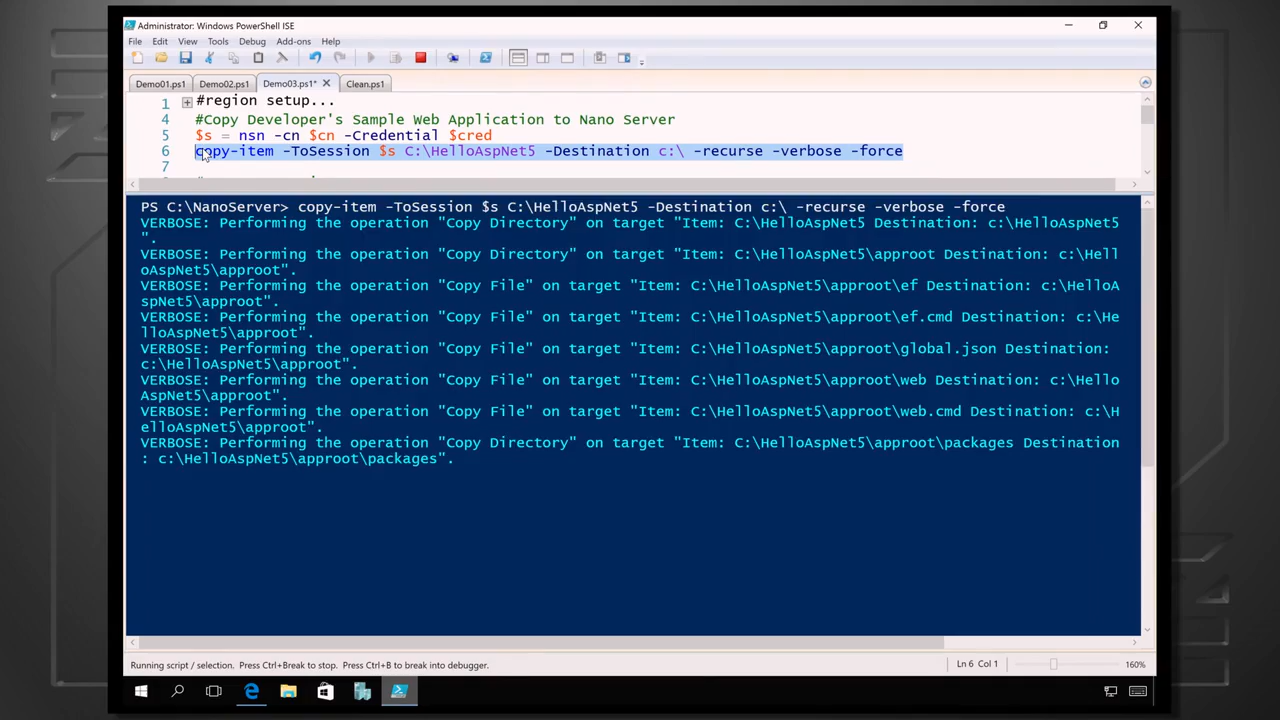 Administrator: Windows PowerShell ISE
File Edit View Tools Debug Add-ons Help
Demo01.ps1 Demo02.ps1 Demo03.ps1* Clean.ps1
1 #region setup...
4 #Copy Developer's Sample Web Application to Nano Server
5 $s = nsn -cn $cn -Credential $cred
6 copy-item -ToSession $s C:\HelloAspNet5 -Destination c:\ -recurse -verbose -force
7
PS C:\NanoServer> copy-item -ToSession $s C:\HelloAspNet5 -Destination c:\ -recurse -verbose -force
VERBOSE: Performing the operation "Copy Directory" on target "Item: C:\HelloAspNet5 Destination: c:\HelloAspNet5
".
VERBOSE: Performing the operation "Copy Directory" on target "Item: C:\HelloAspNet5\approot Destination: c:\Hell
oAspNet5\approot".
VERBOSE: Performing the operation "Copy File" on target "Item: C:\HelloAspNet5\approot\ef Destination: c:\HelloA
spNet5\approot".
VERBOSE: Performing the operation "Copy File" on target "Item: C:\HelloAspNet5\approot\ef.cmd Destination: c:\He
lloAspNet5\approot".
VERBOSE: Performing the operation "Copy File" on target "Item: C:\HelloAspNet5\approot\global.json Destination:
c:\HelloAspNet5\approot".
VERBOSE: Performing the operation "Copy File" on target "Item: C:\HelloAspNet5\approot\web Destination: c:\Hello
AspNet5\approot".
VERBOSE: Performing the operation "Copy File" on target "Item: C:\HelloAspNet5\approot\web.cmd Destination: c:\H
elloAspNet5\approot".
VERBOSE: Performing the operation "Copy Directory" on target "Item: C:\HelloAspNet5\approot\packages Destination
: c:\HelloAspNet5\approot\packages".
Running script / selection. Press Ctrl+Break to stop. Press Ctrl+B to break into debugger.
Ln 6 Col 1 160%